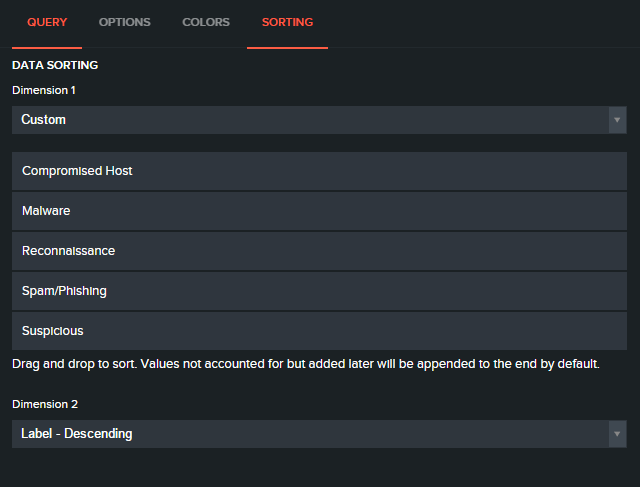 QUERY OPTIONS COLORS SORTING
DATA SORTING
Dimension 1
Custom
Compromised Host
Malware
Reconnaissance
Spam/Phishing
Suspicious
Drag and drop to sort. Values not accounted for but added later will be appended to the end by default.
Dimension 2
Label - Descending